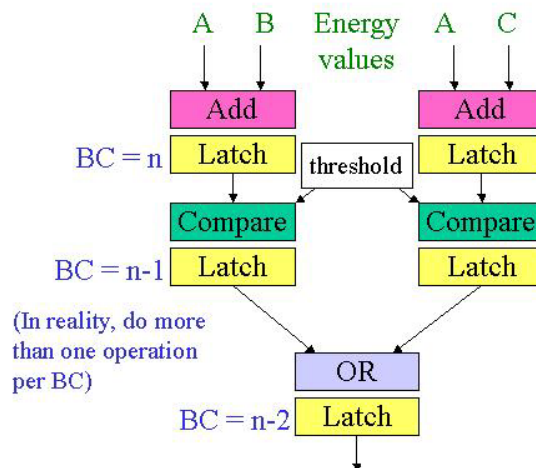 A B Energy values A C
Add Add
BC = n Latch threshold Latch
Compare Compare
BC = n-1 Latch Latch
(In reality, do more
than one operation
per BC)
OR
BC = n-2 Latch